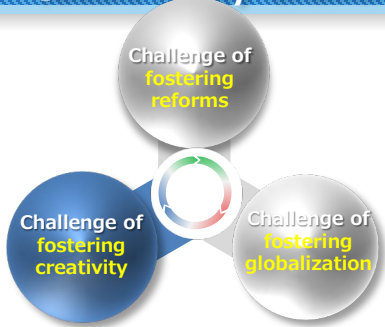 Challenge of
fostering
reforms
Challenge of
fostering
creativity
Challenge of
fostering
globalization